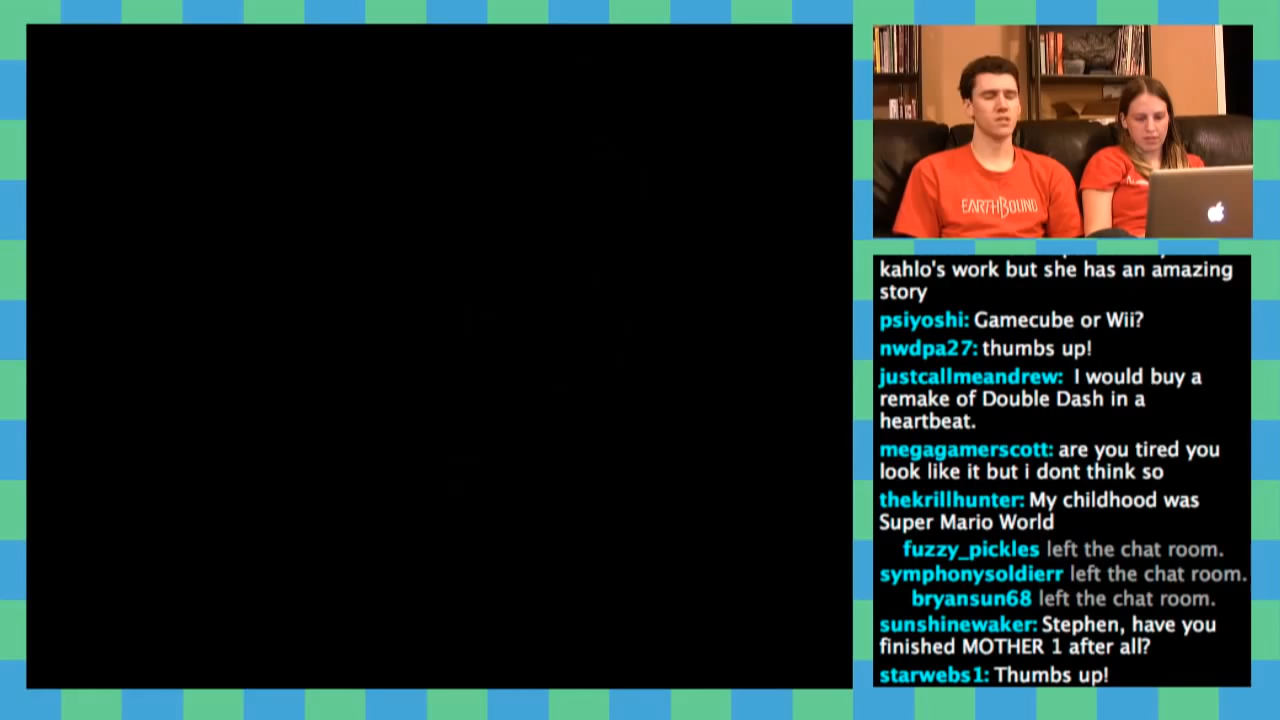 EARTHBOUND
kahlo's work but she has an amazing
story
psiyoshi: Gamecube or Wii?
nwdpa27: thumbs up!
justcallmeandrew: I would buy a
remake of Double Dash in a
heartbeat.
megagamerscott: are you tired you
look like it but i dont think so
thekrillhunter: My childhood was
Super Mario World
fuzzy_pickles left the chat room.
symphonysoldierr left the chat room.
bryansun68 left the chat room.
sunshinewaker: Stephen, have you
finished MOTHER 1 after all?
starwebs1: Thumbs up!